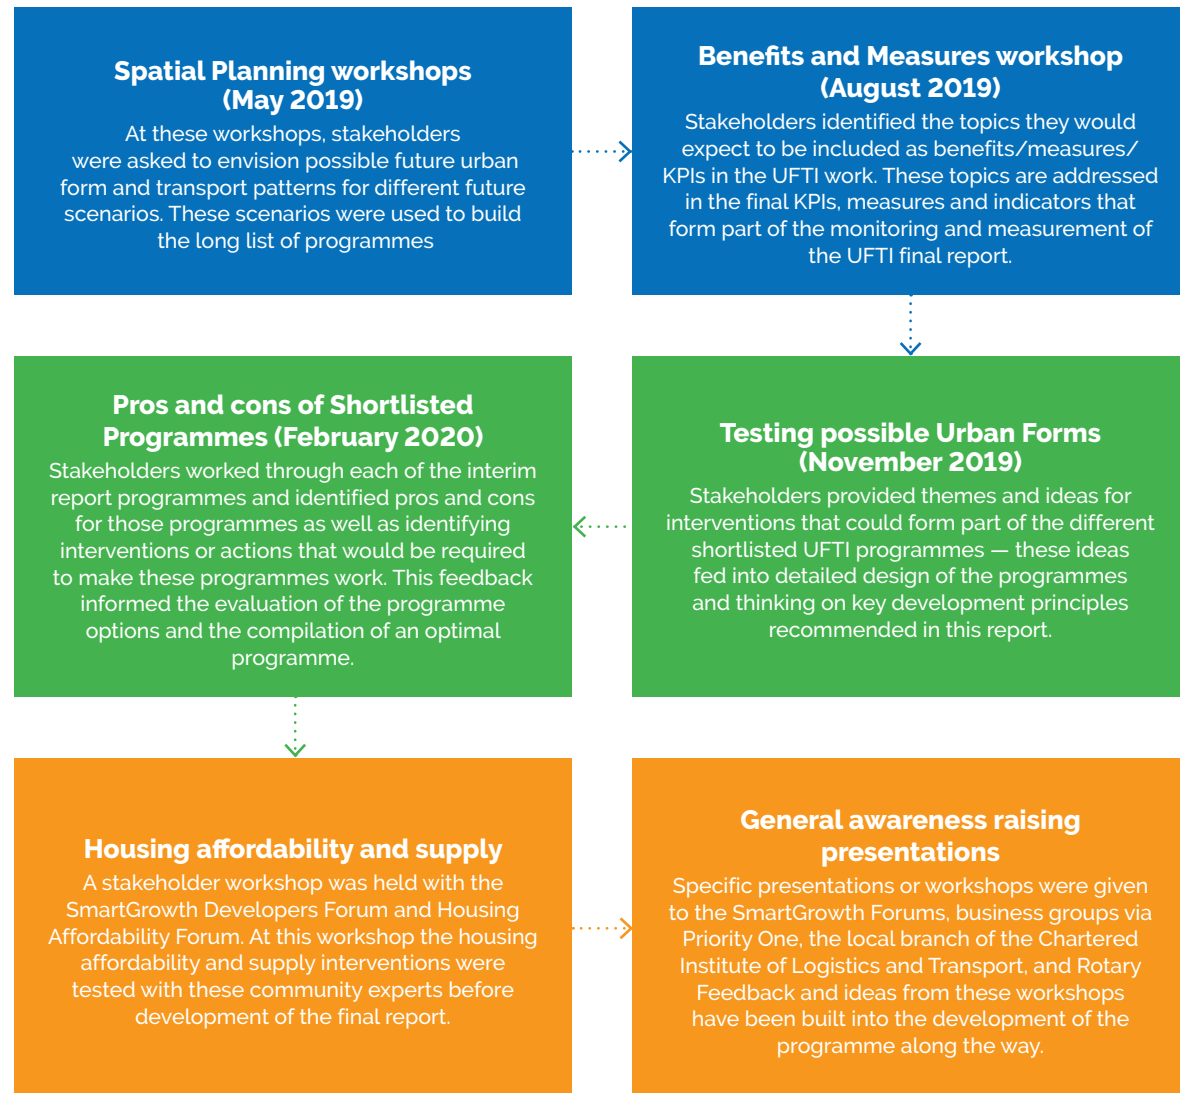 Spatial Planning workshops
(May 2019)
At these workshops, stakeholders
were asked to envision possible future urban
form and transport patterns for different future
scenarios. These scenarios were used to build
the long list of programmes
Benefits and Measures workshop
(August 2019)
Stakeholders identified the topics they would
expect to be included as benefits/measures/
KPIs in the UFTI work. These topics are addressed
in the final KPIs, measures and indicators that
form part of the monitoring and measurement of
the UFTI final report.
Testing possible Urban Forms
(November 2019)
Stakeholders provided themes and ideas for
interventions that could form part of the different
shortlisted UFTI programmes — these ideas
fed into detailed design of the programmes
and thinking on key development principles
recommended in this report.
Pros and cons of Shortlisted
Programmes (February 2020)
Stakeholders worked through each of the interim
report programmes and identified pros and cons
for those programmes as well as identifying
interventions or actions that would be required
to make these programmes work. This feedback
informed the evaluation of the programme
options and the compilation of an optimal
programme.
Housing affordability and supply
A stakeholder workshop was held with the
SmartGrowth Developers Forum and Housing
Affordability Forum. At this workshop the housing
affordability and supply interventions were
tested with these community experts before
development of the final report.
General awareness raising
presentations
Specific presentations or workshops were given
to the SmartGrowth Forums, business groups via
Priority One, the local branch of the Chartered
Institute of Logistics and Transport, and Rotary
Feedback and ideas from these workshops
have been built into the development of the
programme along the way.